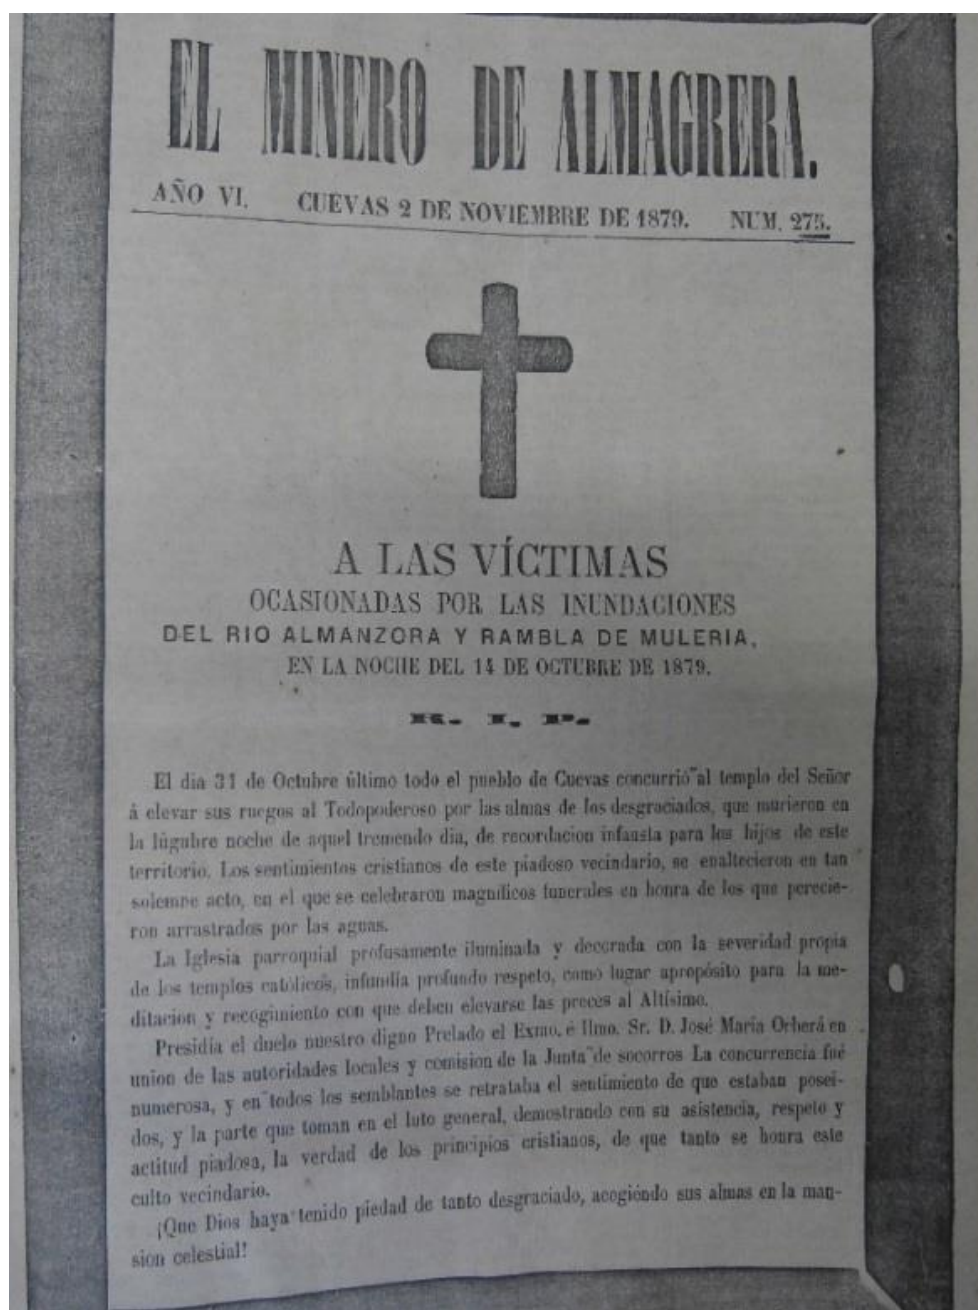 EL MINERO DE ALMAGRERA.
AÑO VI. CUEVAS 2 DE NOVIEMBRE DE 1879. NUM. 275.
A LAS VÍCTIMAS
OCASIONADAS POR LAS INUNDACIONES
DEL RIO ALMANZORA Y RAMBLA DE MULERIA,
EN LA NOCHE DEL 14 DE OCTUBRE DE 1879.
R. I. P.
El dia 31 de Octubre último todo el pueblo de Cuevas concurrió al templo del Señor
á elevar sus ruegos al Todopoderoso por las almas de los desgraciados, que murieron en
la lúgubre noche de aquel tremendo dia, de recordacion infausta para los hijos de este
territorio. Los sentimientos cristianos de este piadoso vecindario, se enaltecieron en tan
solemne acto, en el que se celebraron magníficos funerales en honra de los que perecie-
ron arrastrados por las aguas.
La Iglesia parroquial profusamente iluminada y decorada con la severidad propia
de los templos católicos, infundía profundo respeto, como lugar apropósito para la me-
ditacion y recogimiento con que deben elevarse las preces al Altísimo.
Presidía el duelo nuestro digno Prelado el Exmo. é Ilmo. Sr. D. José María Orberá en
union de las autoridades locales y comision de la Junta de socorros La concurrencia fué
numerosa, y en todos los semblantes se retrataba el sentimiento de que estaban posei-
dos, y la parte que toman en el luto general, demostrando con su asistencia, respeto y
actitud piadosa, la verdad de los principios cristianos, de que tanto se honra este
culto vecindario.
¡Que Dios haya tenido piedad de tanto desgraciado, acogiéndo sus almas en la man-
sion celestial!